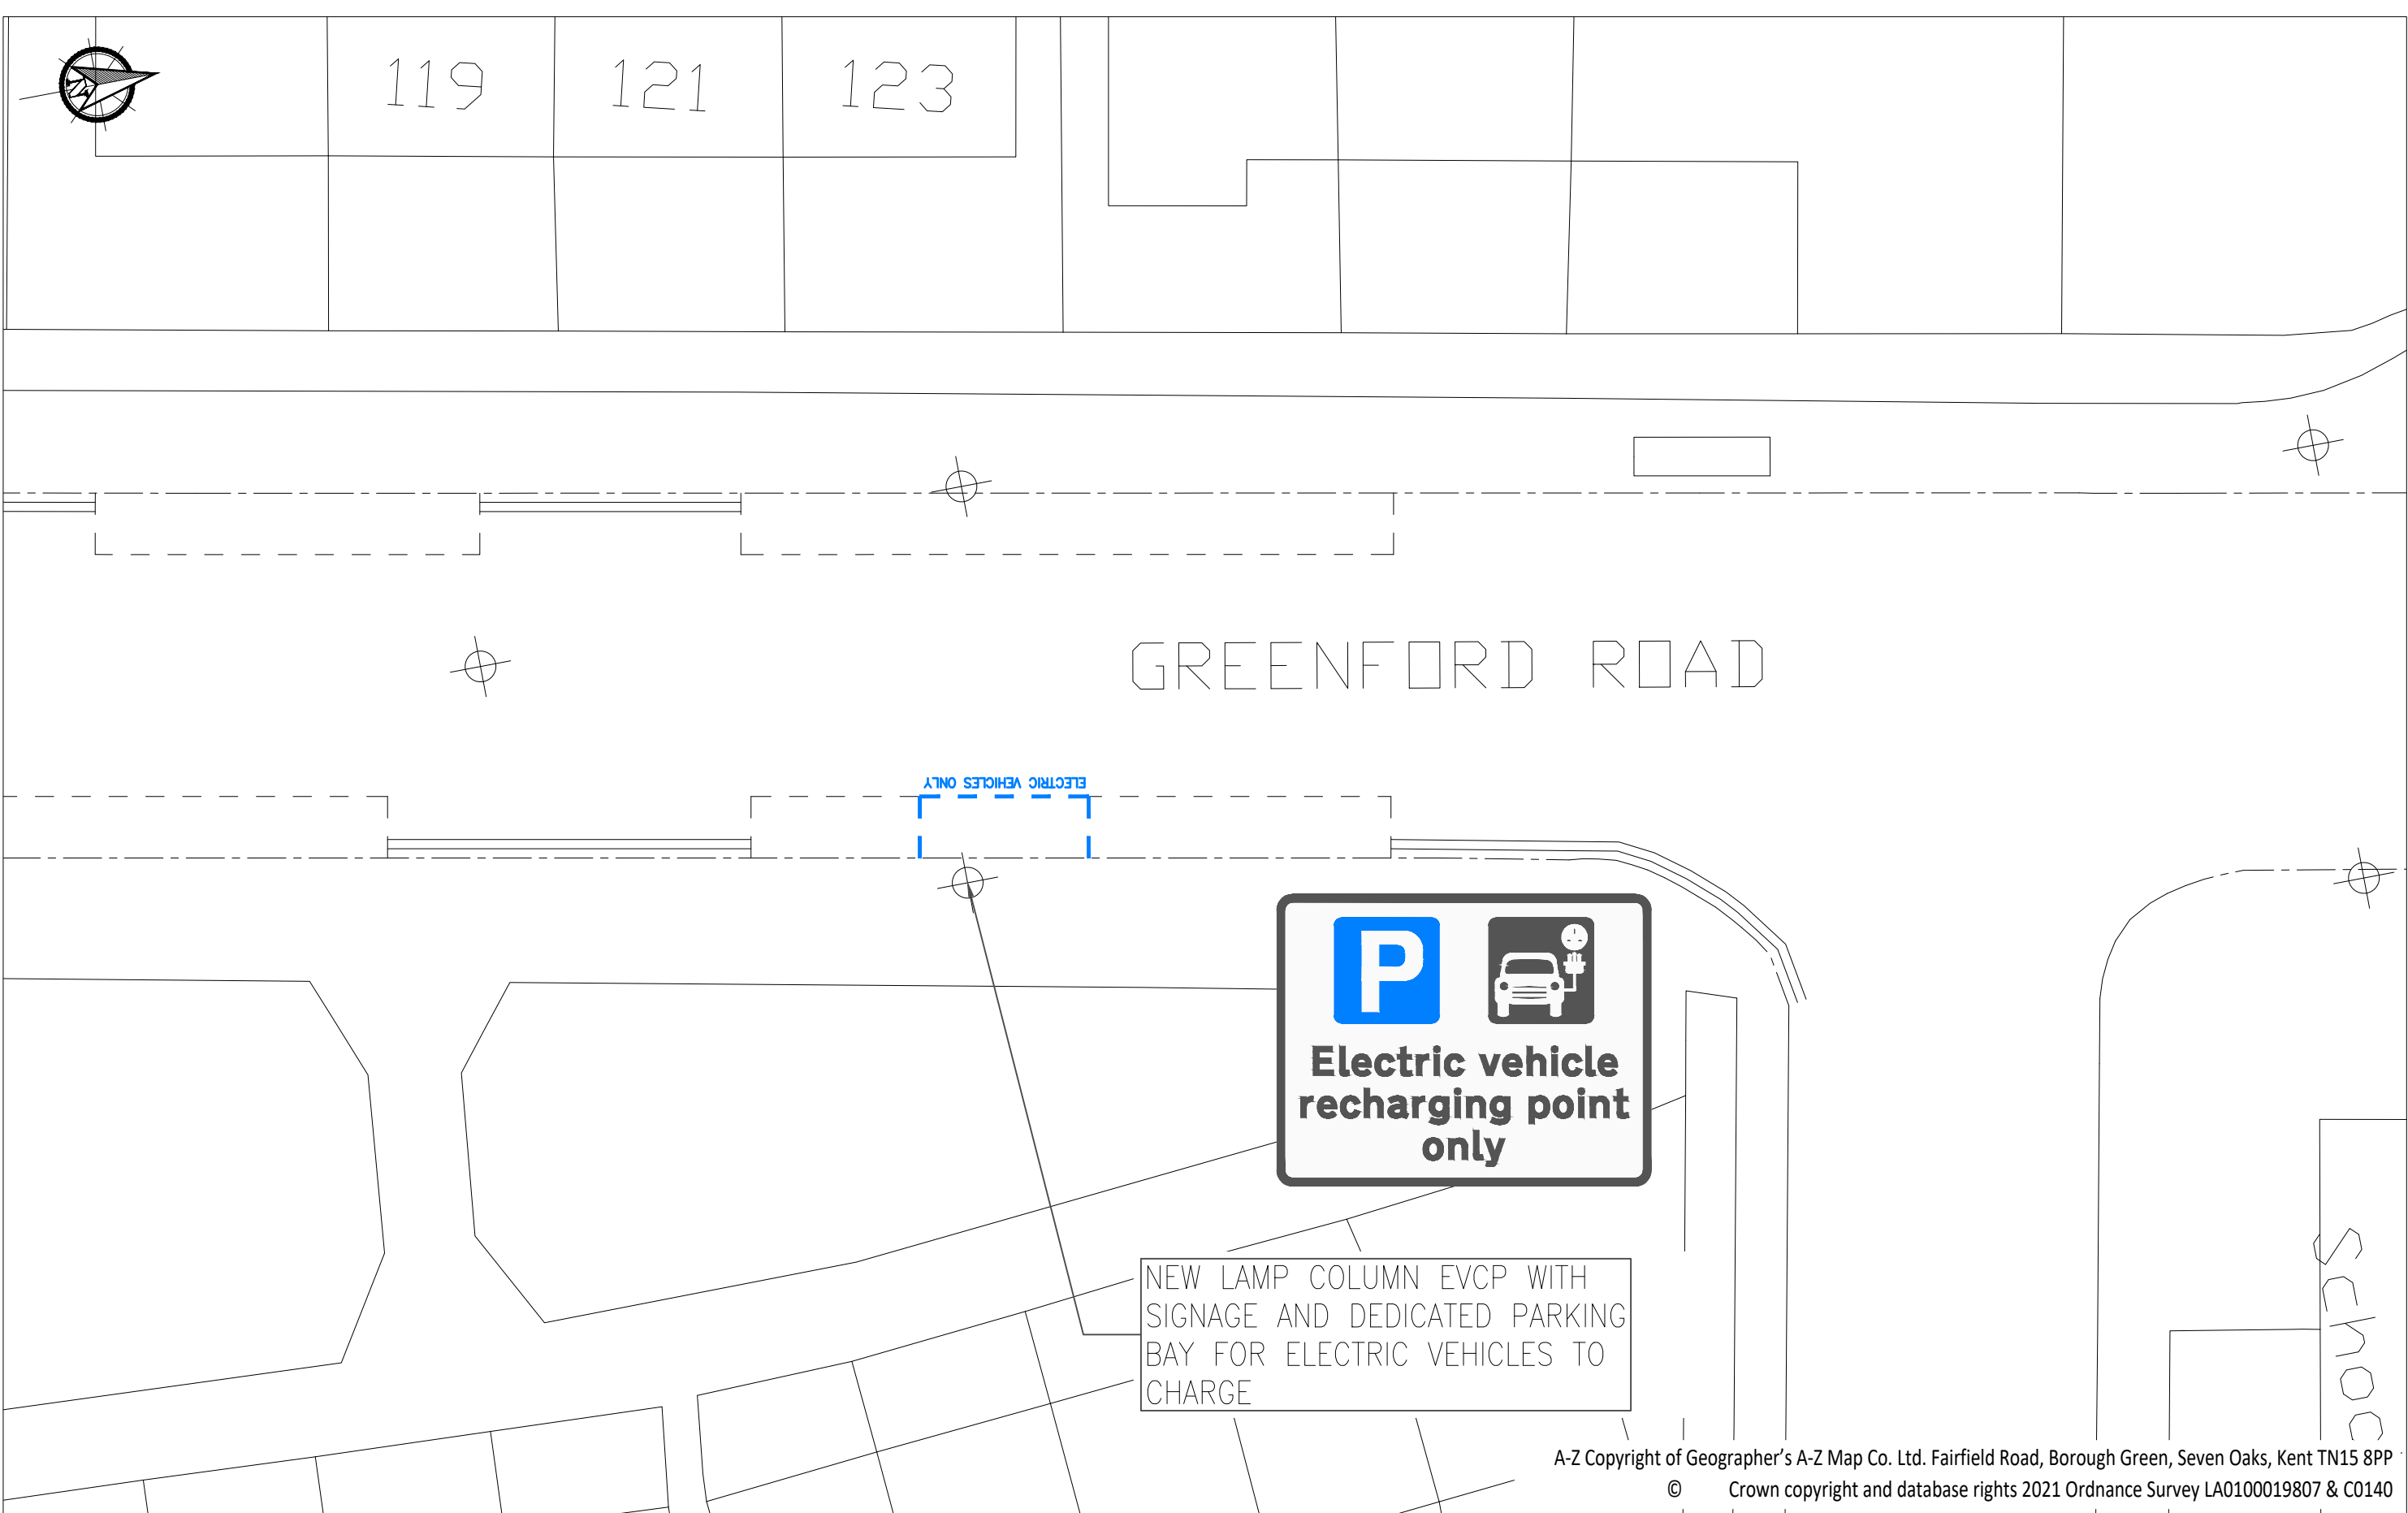 119 121 123
GREENFORD ROAD
ELECTRIC VEHICLES ONLY
P
Electric vehicle
recharging point
only
NEW LAMP COLUMN EVCP WITH
SIGNAGE AND DEDICATED PARKING
BAY FOR ELECTRIC VEHICLES TO
CHARGE
Schoo
A-Z Copyright of Geographer's A-Z Map Co. Ltd. Fairfield Road, Borough Green, Seven Oaks, Kent TN15 8PP
© Crown copyright and database rights 2021 Ordnance Survey LA0100019807 & C0140